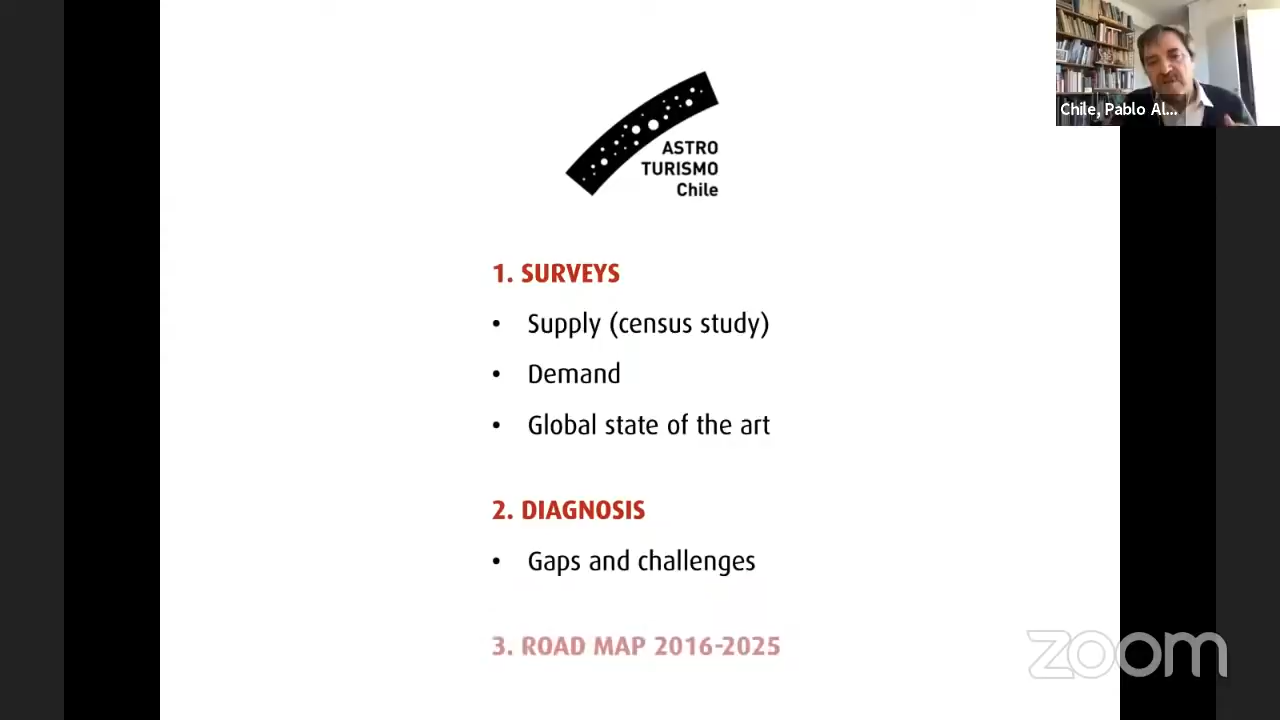 Chile, Pablo Al...
ASTRO
TURISMO
Chile
1. SURVEYS
• Supply (census study)
• Demand
• Global state of the art
2. DIAGNOSIS
• Gaps and challenges
3. ROAD MAP 2016-2025
zoom